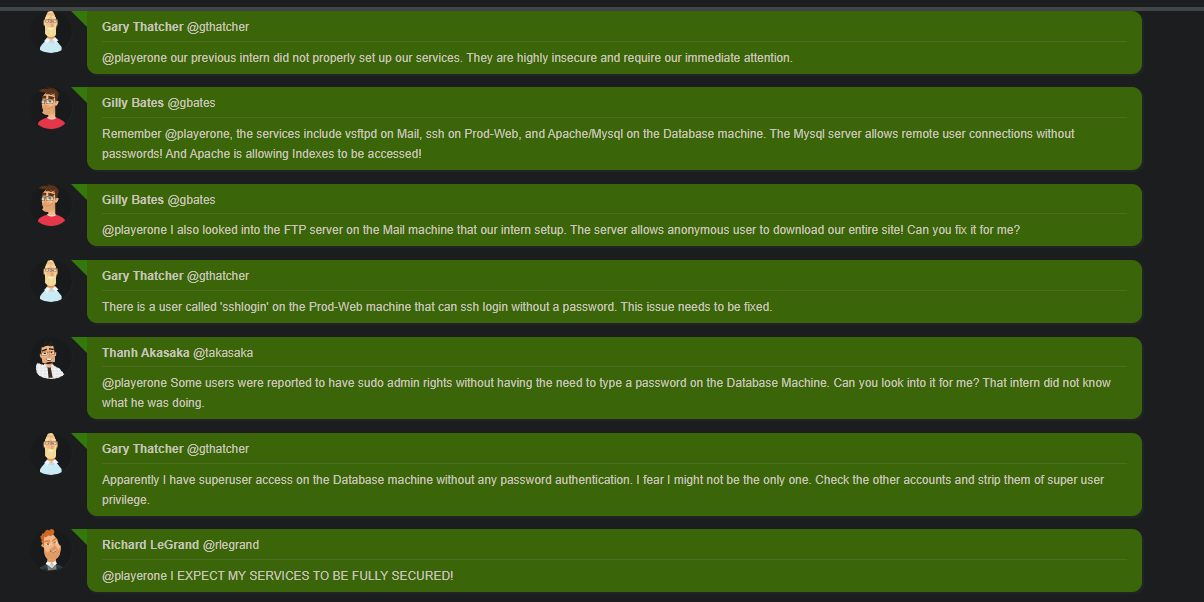 Gary Thatcher @gthatcher
@playerone our previous intern did not properly set up our services. They are highly insecure and require our immediate attention.
Gilly Bates @gbates
Remember @playerone, the services include vsftpd on Mail, ssh on Prod-Web, and Apache/Mysql on the Database machine. The Mysql server allows remote user connections without
passwords! And Apache is allowing Indexes to be accessed!
Gilly Bates @gbates
@playerone I also looked into the FTP server on the Mail machine that our intern setup. The server allows anonymous user to download our entire site! Can you fix it for me?
Gary Thatcher @gthatcher
There is a user called 'sshlogin' on the Prod-Web machine that can ssh login without a password. This issue needs to be fixed.
Thanh Akasaka @takasaka
@playerone Some users were reported to have sudo admin rights without having the need to type a password on the Database Machine. Can you look into it for me? That intern did not know
what he was doing.
Gary Thatcher @gthatcher
Apparently I have superuser access on the Database machine without any password authentication. I fear I might not be the only one. Check the other accounts and strip them of super user
privilege.
Richard LeGrand @rlegrand
@playerone I EXPECT MY SERVICES TO BE FULLY SECURED!